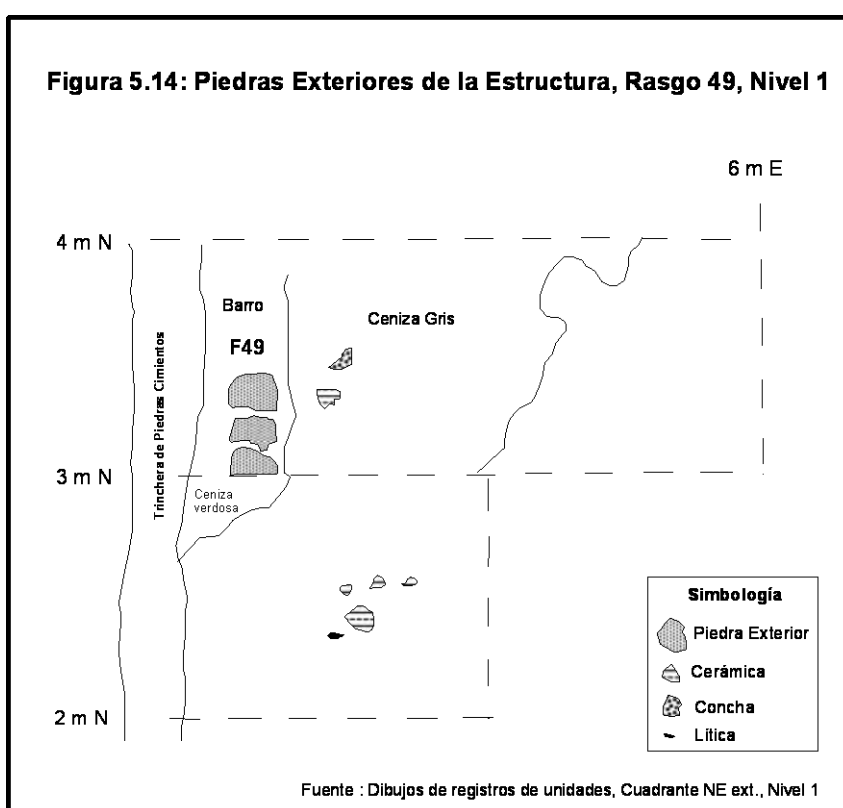 Figura 5.14: Piedras Exteriores de la Estructura, Rasgo 49, Nivel 1
6 m E
4 m N
Barro
Ceniza Gris
F49
Trinchera de Piedras Cimientos
3 m N
Ceniza
verdosa
Simbología
Piedra Exterior
Cerámica
Concha
Lítica
2 m N
Fuente : Dibujos de registros de unidades, Cuadrante NE ext., Nivel 1